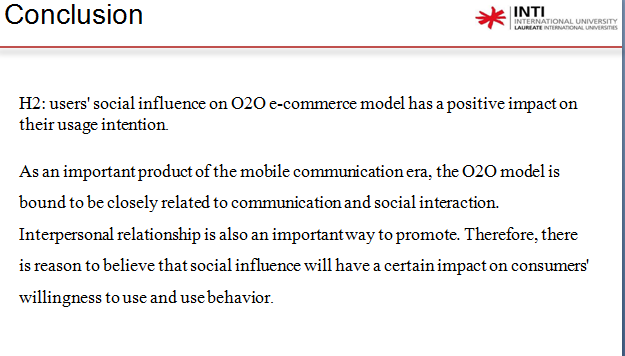 Conclusion
INTI
INTERNATIONAL UNIVERSITY
LAUREATE INTERNATIONAL UNIVERSITIES
H2: users' social influence on O2O e-commerce model has a positive impact on
their usage intention.
As an important product of the mobile communication era, the O2O model is
bound to be closely related to communication and social interaction.
Interpersonal relationship is also an important way to promote. Therefore, there
is reason to believe that social influence will have a certain impact on consumers'
willingness to use and use behavior.